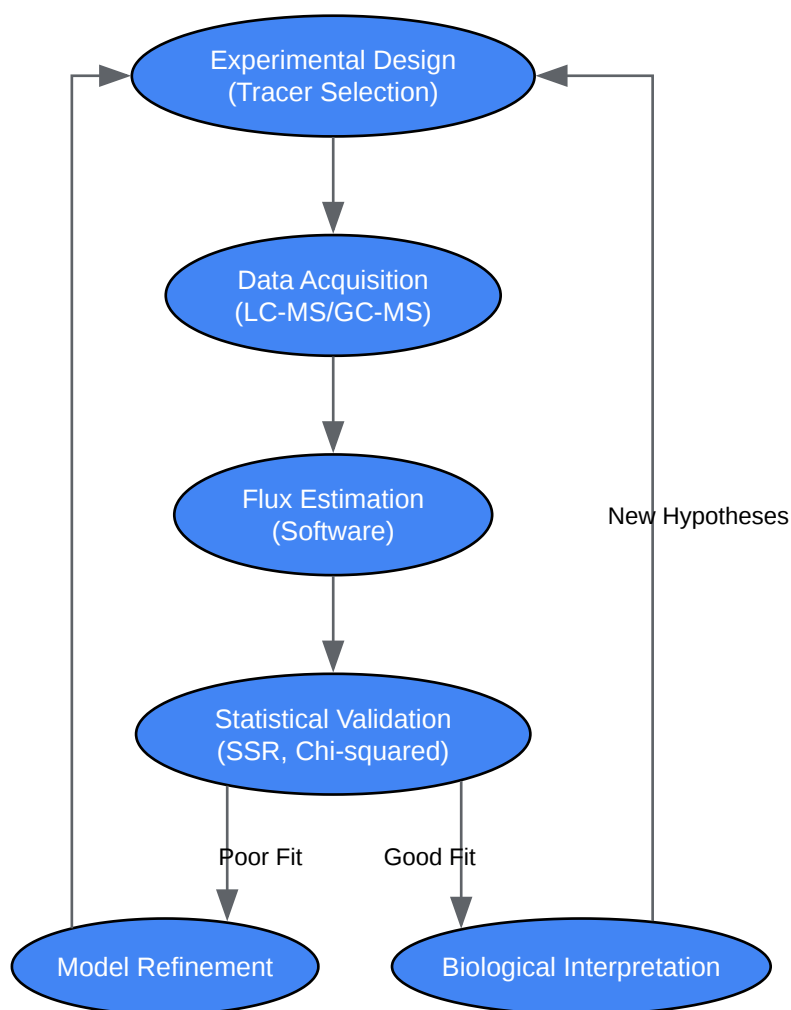 Experimental Design
(Tracer Selection)
Data Acquisition
(LC-MS/GC-MS)
Flux Estimation
(Software)
New Hypotheses
Statistical Validation
(SSR, Chi-squared)
Poor Fit
Good Fit
Model Refinement
Biological Interpretation